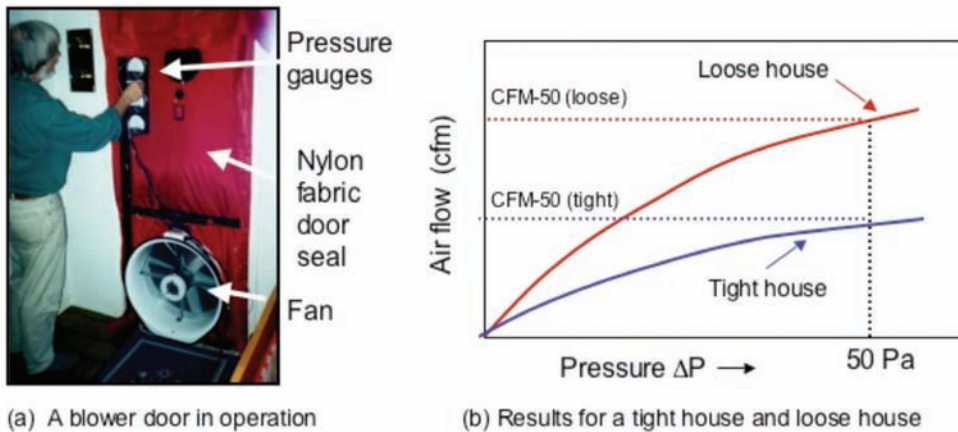 Pressure
gauges
Nylon
fabric
door
seal
Fan
(a) A blower door in operation
Air flow (cfm)
CFM-50 (loose)
Loose house
CFM-50 (tight)
Tight house
Pressure ΔP →
50 Pa
(b) Results for a tight house and loose house